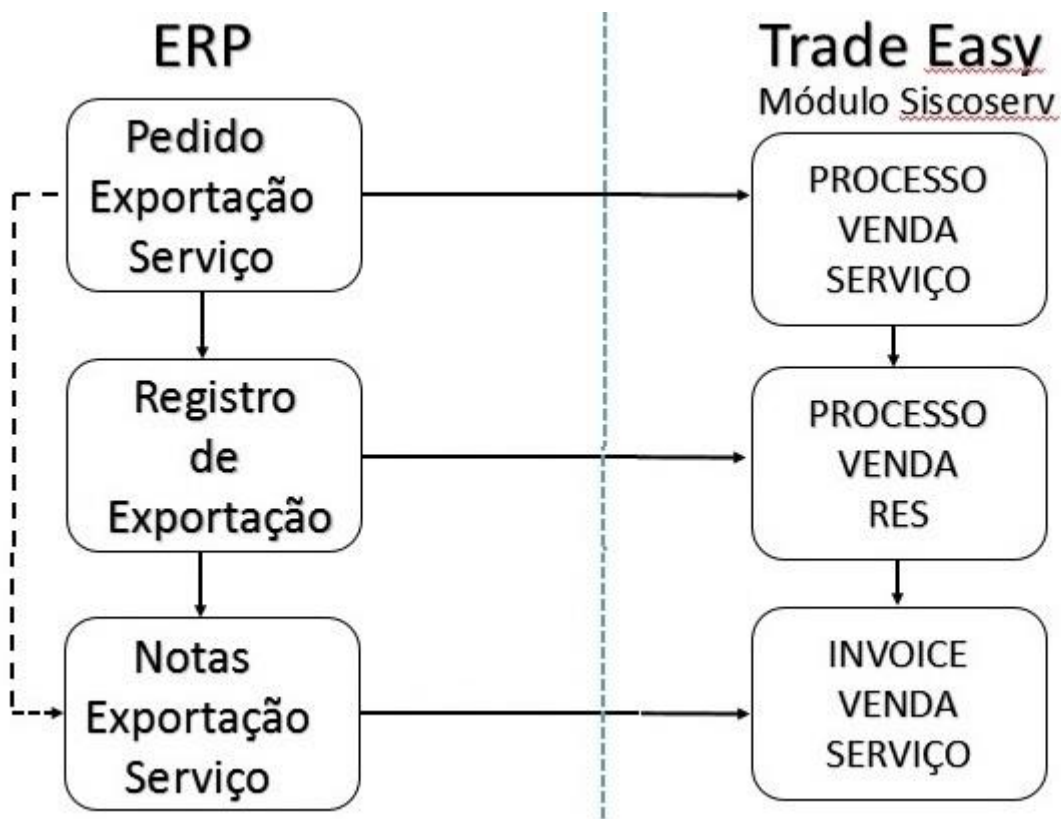 ERP
Pedido
Exportação
Serviço
Registro
de
Exportação
Notas
Exportação
Serviço
Trade Easy
Módulo Siscoserv
PROCESSO
VENDA
SERVIÇO
PROCESSO
VENDA
RES
INVOICE
VENDA
SERVIÇO